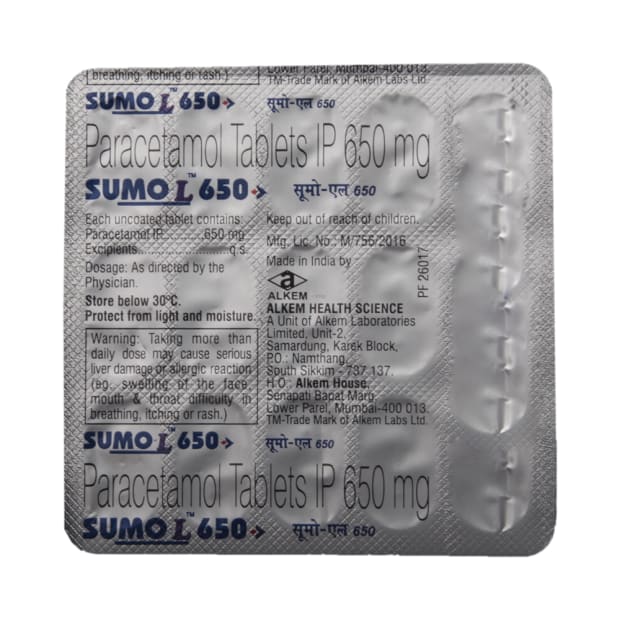 breathing, itching or rash.)
Lower Parel, Mumbai-400 013.
TM-Trade Mark of Alkem Labs Ltd.
SUMO L™ 650 सूमो-एल 650
Paracetamol Tablets IP 650 mg
SUMO L™ 650 सूमो-एल 650
Each uncoated tablet contains:
Paracetamol IP..........650 mg
Excipients......................q.s.
Dosage: As directed by the
Physician.
Store below 30°C.
Protect from light and moisture.
Warning: Taking more than
daily dose may cause serious
liver damage or allergic reaction
(eg. swelling of the face,
mouth & throat difficulty in
breathing, itching or rash.)
Keep out of reach of children.
Mfg. Lic. No.: M/756/2016
Made in India by
a
ALKEM
ALKEM HEALTH SCIENCE
A Unit of Alkem Laboratories
Limited, Unit-2,
Samardung, Karek Block,
P.O.: Namthang,
South Sikkim - 737 137.
H.O.: Alkem House,
Senapati Bapat Marg,
Lower Parel, Mumbai-400 013.
TM-Trade Mark of Alkem Labs Ltd.
PF 26017
SUMO L™ 650 सूमो-एल 650
Paracetamol Tablets IP 650 mg
SUMO L™ 650 सूमो-एल 650